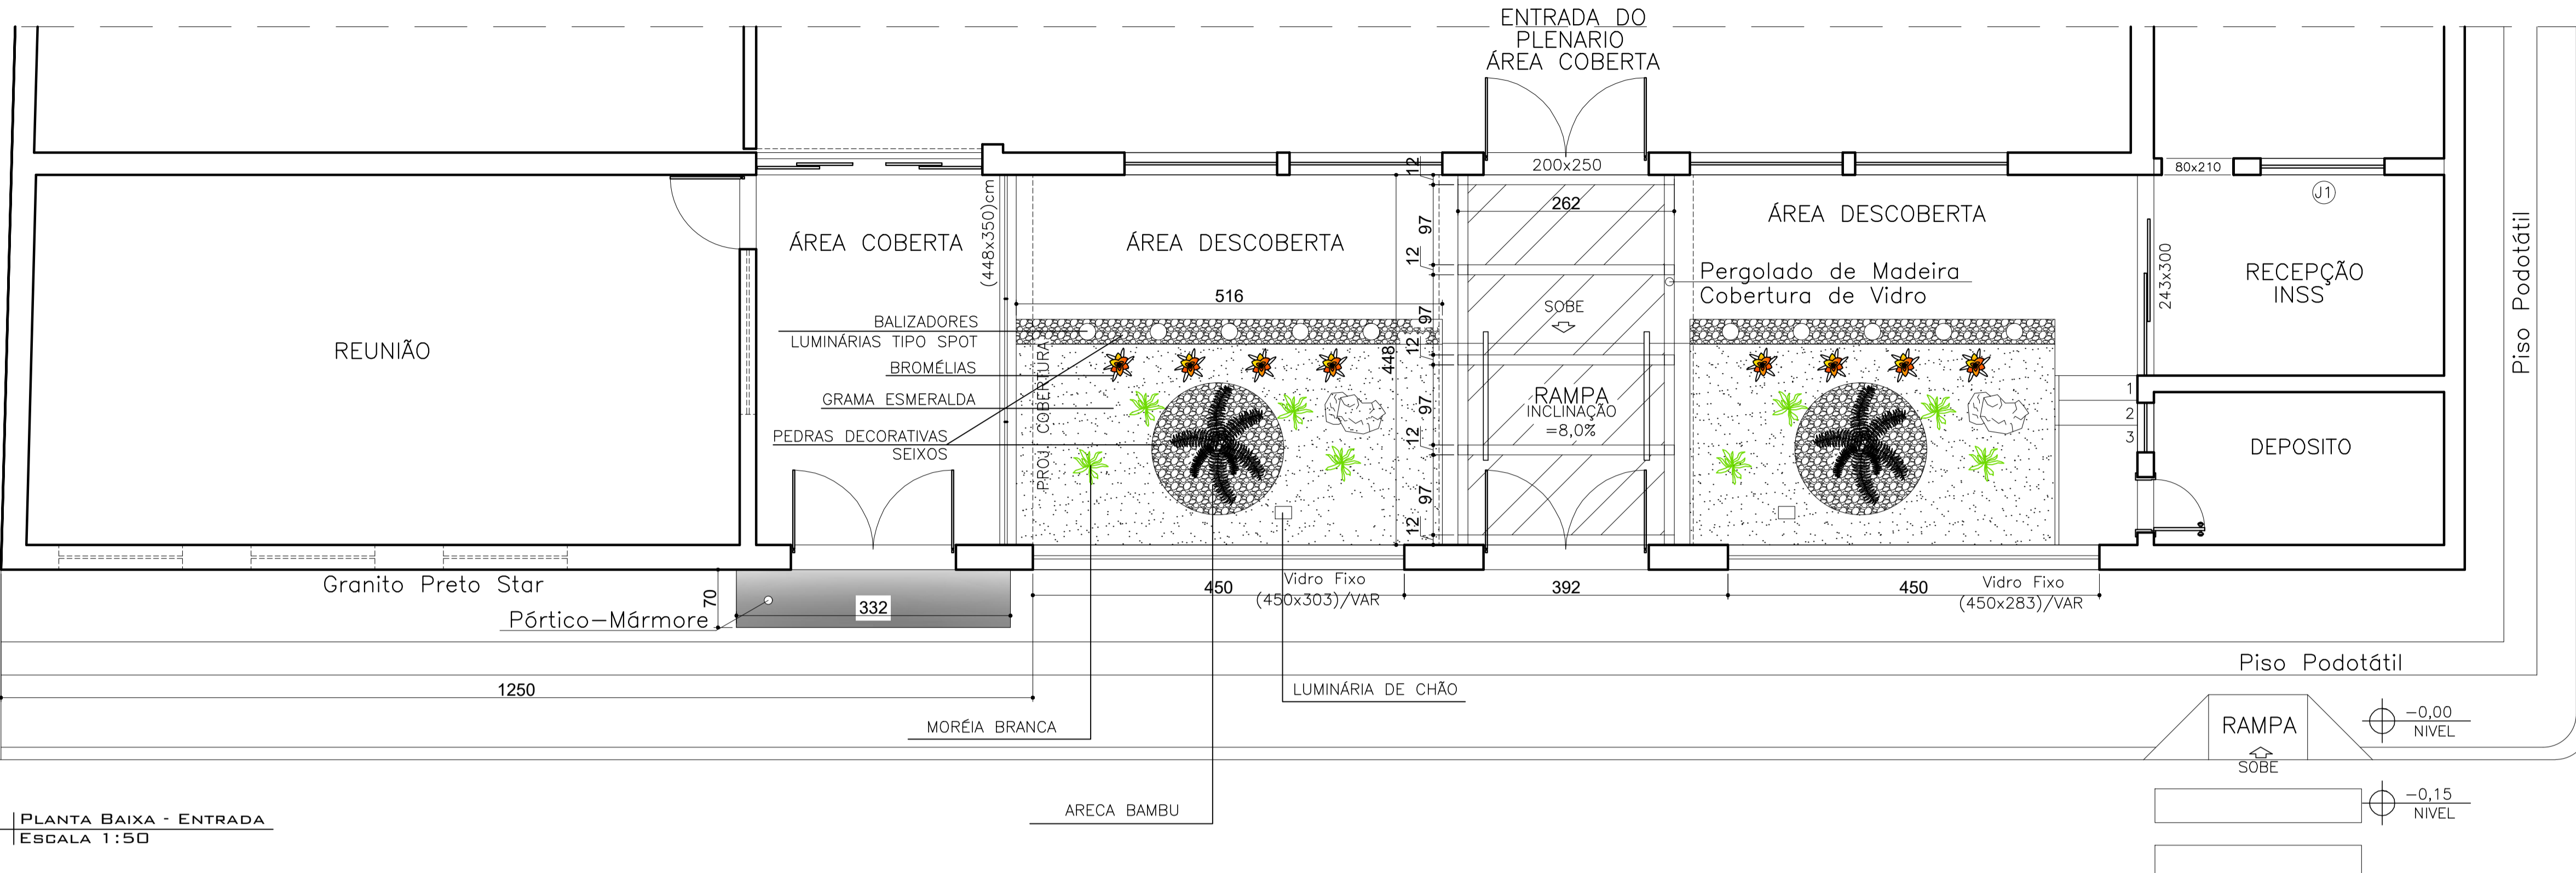 ENTRADA DO
PLENARIO
ÁREA COBERTA
200x250
12
80x210
J1
262
ÁREA COBERTA
(448x350)cm
ÁREA DESCOBERTA
97
12
ÁREA DESCOBERTA
Pergolado de Madeira
Cobertura de Vidro
243x300
RECEPÇÃO
INSS
Piso Podotátil
516
SOBE
97
BALIZADORES
LUMINÁRIAS TIPO SPOT
REUNIÃO
BROMÉLIAS
PROJ. COBERTURA
448
12
GRAMA ESMERALDA
97
RAMPA
INCLINAÇÃO
=8,0%
1
2
3
PEDRAS DECORATIVAS
SEIXOS
12
DEPOSITO
97
12
Granito Preto Star
70
332
Pórtico-Mármore
450
Vidro Fixo
(450x303)/VAR
392
450
Vidro Fixo
(450x283)/VAR
Piso Podotátil
1250
LUMINÁRIA DE CHÃO
MORÉIA BRANCA
RAMPA
SOBE
-0,00
NIVEL
-0,15
NIVEL
ARECA BAMBU
PLANTA BAIXA - ENTRADA
ESCALA 1:50